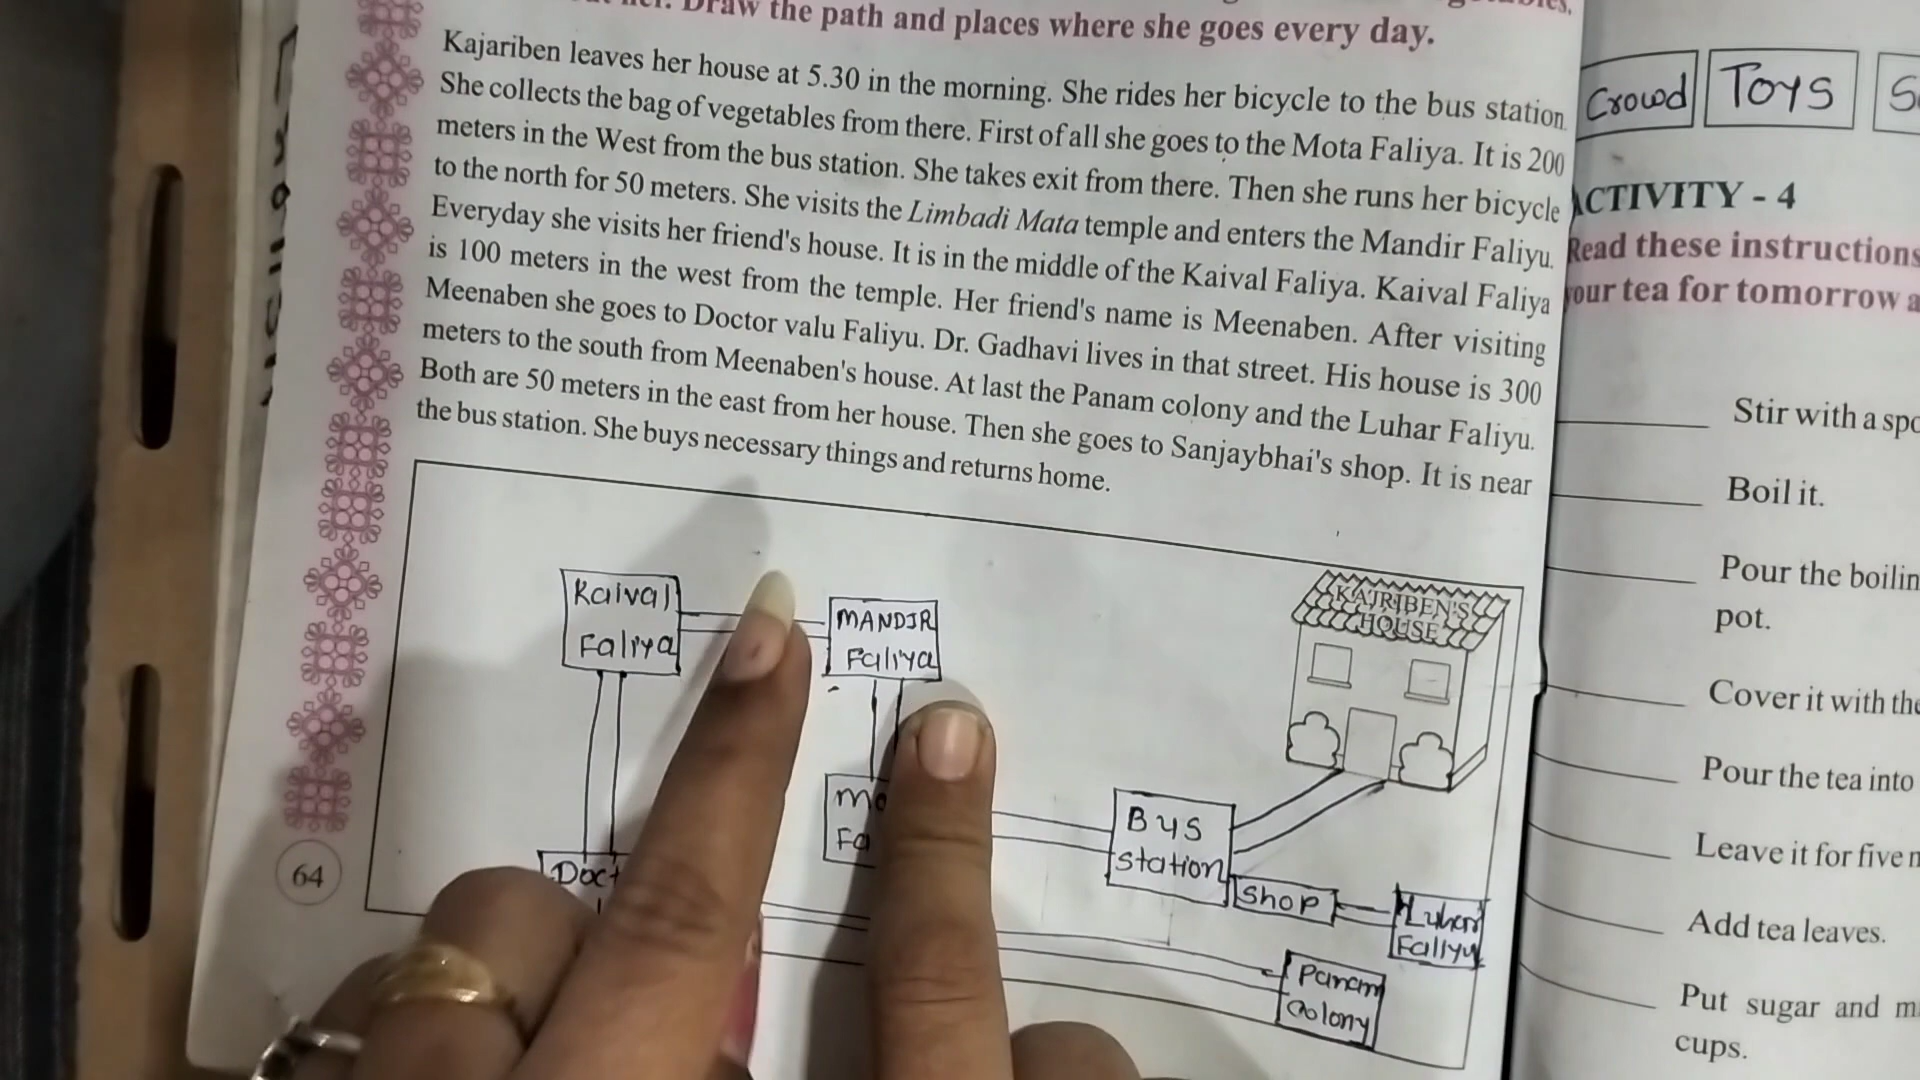 Draw the path and places where she goes every day.
Kajariben leaves her house at 5.30 in the morning. She rides her bicycle to the bus station
She collects the bag of vegetables from there. First of all she goes to the Mota Faliya. It is 200
meters in the West from the bus station. She takes exit from there. Then she runs her bicycle
to the north for 50 meters. She visits the Limbadi Mata temple and enters the Mandir Faliyu.
Everyday she visits her friend's house. It is in the middle of the Kaival Faliya. Kaival Faliya
is 100 meters in the west from the temple. Her friend's name is Meenaben. After visiting
Meenaben she goes to Doctor valu Faliyu. Dr. Gadhavi lives in that street. His house is 300
meters to the south from Meenaben's house. At last the Panam colony and the Luhar Faliyu.
Both are 50 meters in the east from her house. Then she goes to Sanjaybhai's shop. It is near
the bus station. She buys necessary things and returns home.
Kaival
Faliya
MANDIR
Faliya
KAJRIBEN'S
HOUSE
Bus
Station
Shop
Faliyu
Panam
Colony
64
Crowd
Toys
ACTIVITY - 4
Read these instructions
your tea for tomorrow
Stir with a
Boil it.
Pour the
pot.
Cover it with
Pour the tea into
Leave it for five
Add tea leaves.
Put sugar and
cups.